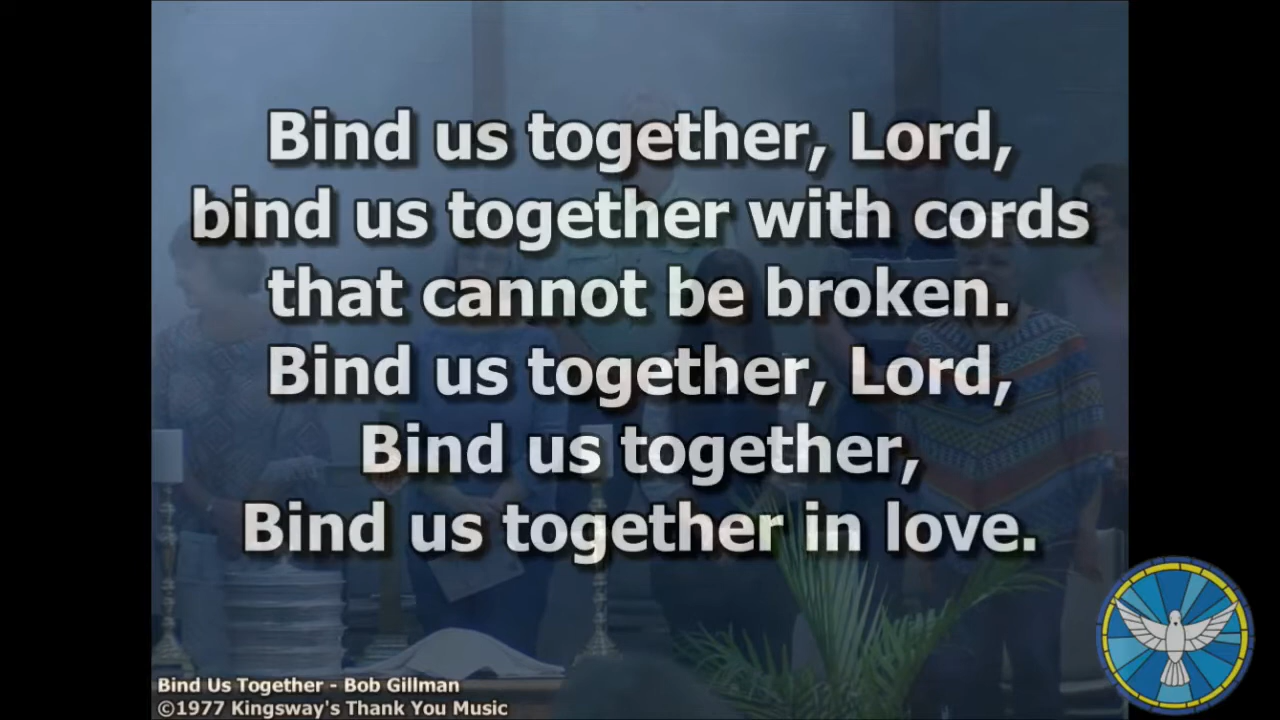 Bind us together, Lord,
bind us together with cords
that cannot be broken.
Bind us together, Lord,
Bind us together,
Bind us together in love.
Bind Us Together - Bob Gillman
©1977 Kingsway's Thank You Music